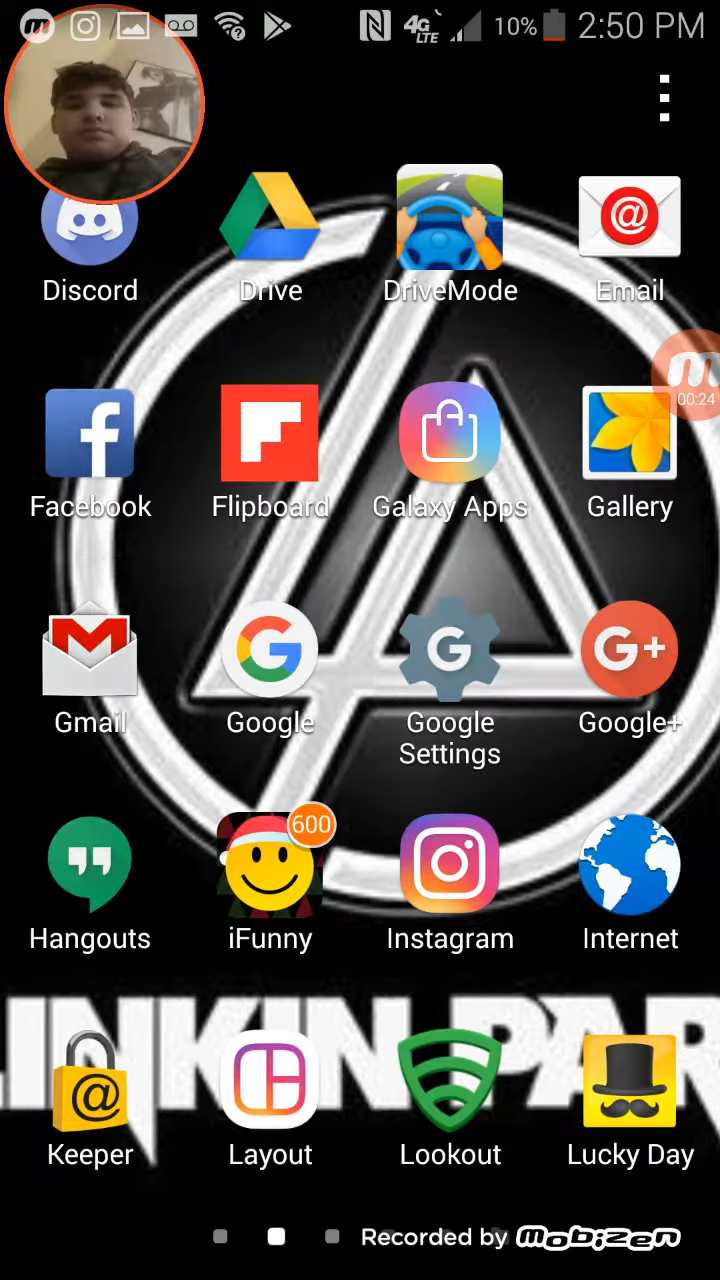 4G LTE 10% 2:50 PM
Discord Drive DriveMode Email
00:24
Facebook Flipboard Galaxy Apps Gallery
Gmail Google Google Settings Google+
600
Hangouts iFunny Instagram Internet
LINKIN PAR
Keeper Layout Lookout Lucky Day
Recorded by mobizen